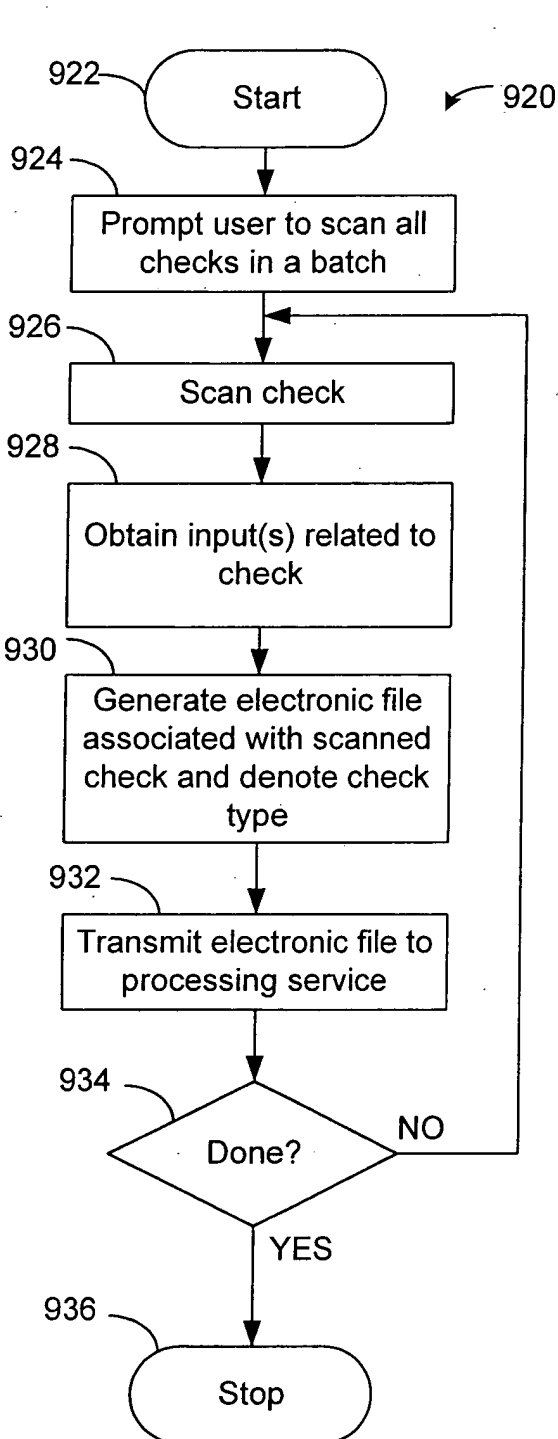 922
Start
920
924
Prompt user to scan all
checks in a batch
926
Scan check
928
Obtain input(s) related to
check
930
Generate electronic file
associated with scanned
check and denote check
type
932
Transmit electronic file to
processing service
934
Done?
NO
YES
936
Stop